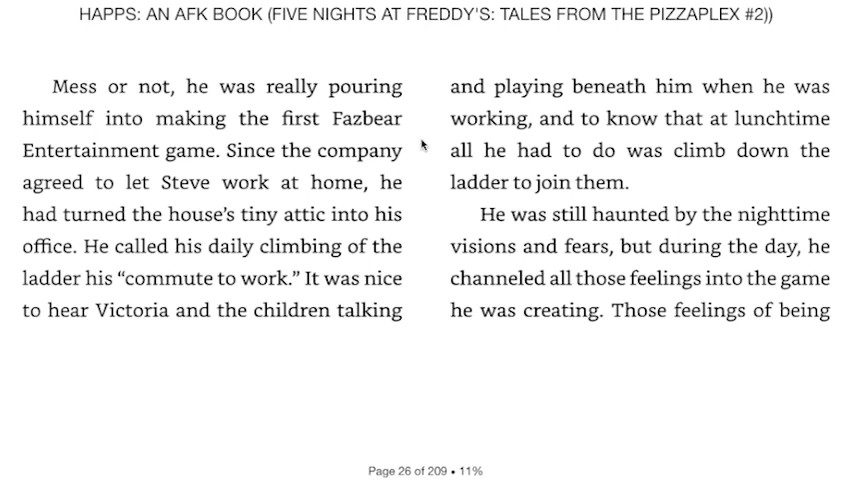 HAPPS: AN AFK BOOK (FIVE NIGHTS AT FREDDY'S: TALES FROM THE PIZZAPLEX #2))
Mess or not, he was really pouring
himself into making the first Fazbear
Entertainment game. Since the company
agreed to let Steve work at home, he
had turned the house’s tiny attic into his
office. He called his daily climbing of the
ladder his “commute to work.” It was nice
to hear Victoria and the children talking
and playing beneath him when he was
working, and to know that at lunchtime
all he had to do was climb down the
ladder to join them.
He was still haunted by the nighttime
visions and fears, but during the day, he
channeled all those feelings into the game
he was creating. Those feelings of being
Page 26 of 209 • 11%